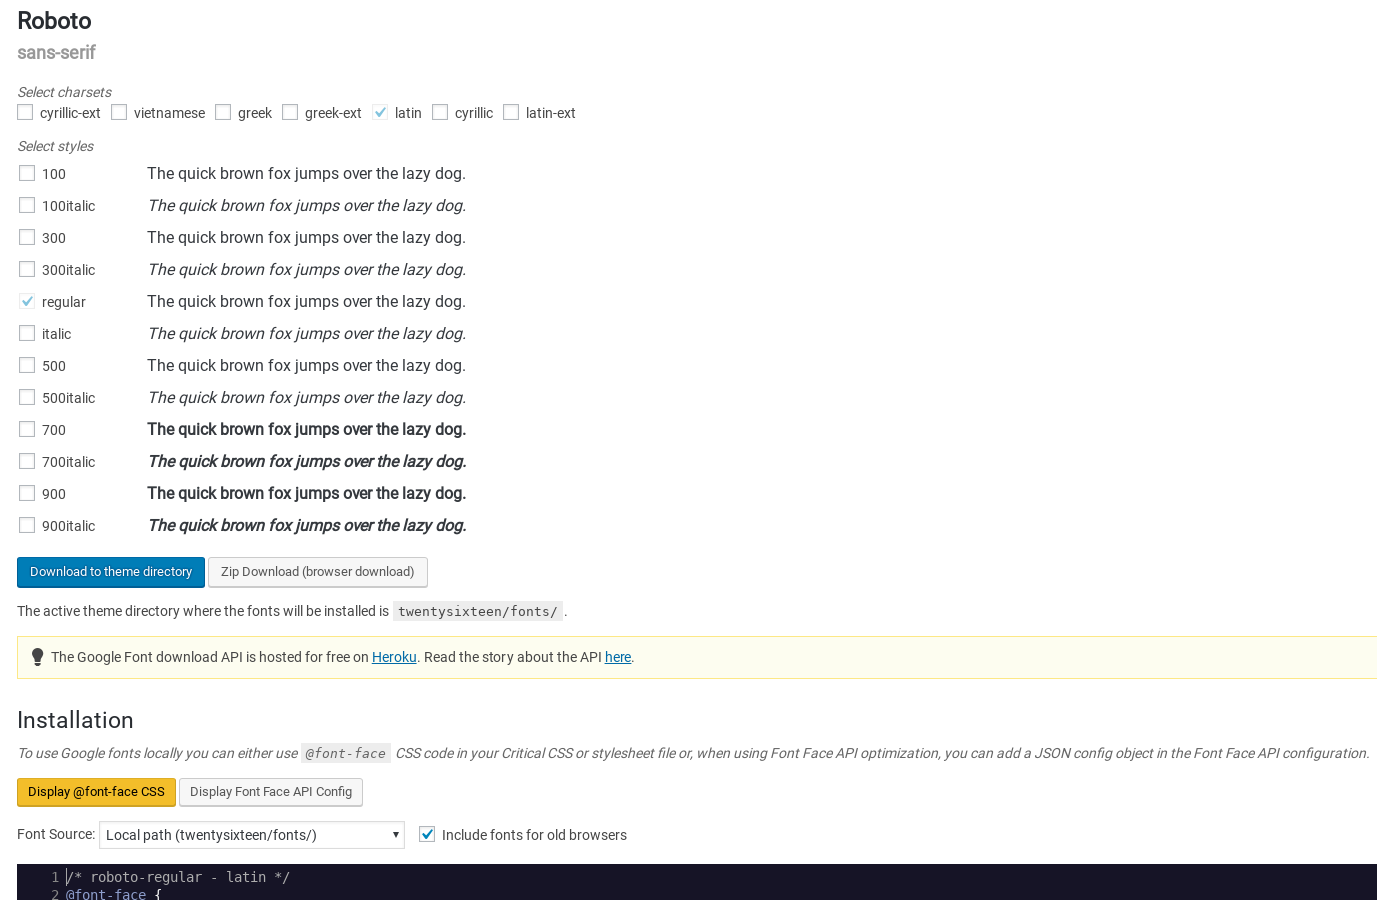 Roboto
sans-serif
Select charsets
cyrillic-ext vietnamese greek greek-ext latin cyrillic latin-ext
Select styles
100 The quick brown fox jumps over the lazy dog.
100italic The quick brown fox jumps over the lazy dog.
300 The quick brown fox jumps over the lazy dog.
300italic The quick brown fox jumps over the lazy dog.
regular The quick brown fox jumps over the lazy dog.
italic The quick brown fox jumps over the lazy dog.
500 The quick brown fox jumps over the lazy dog.
500italic The quick brown fox jumps over the lazy dog.
700 The quick brown fox jumps over the lazy dog.
700italic The quick brown fox jumps over the lazy dog.
900 The quick brown fox jumps over the lazy dog.
900italic The quick brown fox jumps over the lazy dog.
Download to theme directory Zip Download (browser download)
The active theme directory where the fonts will be installed is twentysixteen/fonts/ .
The Google Font download API is hosted for free on Heroku. Read the story about the API here.
Installation
To use Google fonts locally you can either use @font-face CSS code in your Critical CSS or stylesheet file or, when using Font Face API optimization, you can add a JSON config object in the Font Face API configuration.
Display @font-face CSS Display Font Face API Config
Font Source: Local path (twentysixteen/fonts/) Include fonts for old browsers
1 /* roboto-regular - latin */
2 @font-face {